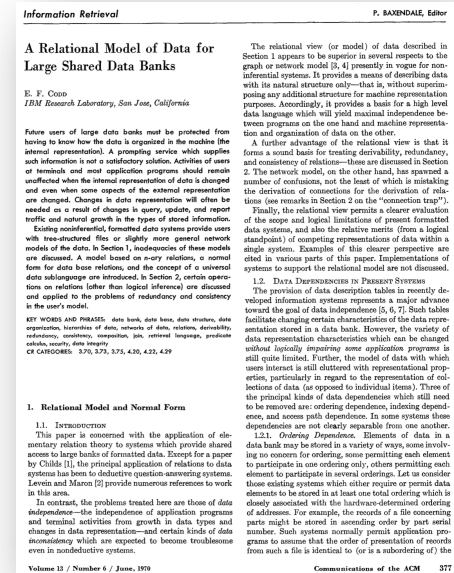 Information Retrieval
P. BAXENDALE, Editor
A Relational Model of Data for
Large Shared Data Banks
E. F. CODD
IBM Research Laboratory, San Jose, California
Future users of large data banks must be protected from
having to know how the data is organized in the machine (the
internal representation). A prompting service which supplies
such information is not a satisfactory solution. Activities of users
at terminals and most application programs should remain
unaffected when the internal representation of data is changed
and even when some aspects of the external representation
are changed. Changes in data representation will often be
needed as a result of changes in query, update, and report
traffic and natural growth in the types of stored information.
Existing noninferential, formatted data systems provide users
with tree-structured files or slightly more general network
models of the data. In Section 1, inadequacies of these models
are discussed. A model based on n-ary relations, a normal
form for data base relations, and the concept of a universal
data sublanguage are introduced. In Section 2, certain opera-
tions on relations (other than logical inference) are discussed
and applied to the problems of redundancy and consistency
in the user's model.
KEY WORDS AND PHRASES: data bank, data base, data structure, data
organization, hierarchies of data, networks of data, relations, derivability,
redundancy, consistency, composition, join, retrieval language, predicate
calculus, security, data integrity
CR CATEGORIES: 3.70, 3.73, 3.75, 4.20, 4.22, 4.29
1. Relational Model and Normal Form
1.1. INTRODUCTION
This paper is concerned with the application of ele-
mentary relation theory to systems which provide shared
access to large banks of formatted data. Except for a paper
by Childs [1], the principal application of relations to data
systems has been to deductive question-answering systems.
Levein and Maron [2] provide numerous references to work
in this area.
In contrast, the problems treated here are those of data
independence—the independence of application programs
and terminal activities from growth in data types and
changes in data representation—and certain kinds of data
inconsistency which are expected to become troublesome
even in nondeductive systems.
The relational view (or model) of data described in
Section 1 appears to be superior in several respects to the
graph or network model [3, 4] presently in vogue for non-
inferential systems. It provides a means of describing data
with its natural structure only—that is, without superim-
posing any additional structure for machine representation
purposes. Accordingly, it provides a basis for a high level
data language which will yield maximal independence be-
tween programs on the one hand and machine representa-
tion and organization of data on the other.
A further advantage of the relational view is that it
forms a sound basis for treating derivability, redundancy,
and consistency of relations—these are discussed in Section
2. The network model, on the other hand, has spawned a
number of confusions, not the least of which is mistaking
the derivation of connections for the derivation of rela-
tions (see remarks in Section 2 on the "connection trap").
Finally, the relational view permits a clearer evaluation
of the scope and logical limitations of present formatted
data systems, and also the relative merits (from a logical
standpoint) of competing representations of data within a
single system. Examples of this clearer perspective are
cited in various parts of this paper. Implementations of
systems to support the relational model are not discussed.
1.2. DATA DEPENDENCIES IN PRESENT SYSTEMS
The provision of data description tables in recently de-
veloped information systems represents a major advance
toward the goal of data independence [5, 6, 7]. Such tables
facilitate changing certain characteristics of the data repre-
sentation stored in a data bank. However, the variety of
data representation characteristics which can be changed
without logically impairing some application programs is
still quite limited. Further, the model of data with which
users interact is still cluttered with representational prop-
erties, particularly in regard to the representation of col-
lections of data (as opposed to individual items). Three of
the principal kinds of data dependencies which still need
to be removed are: ordering dependence, indexing depend-
ence, and access path dependence. In some systems these
dependencies are not clearly separable from one another.
1.2.1. Ordering Dependence. Elements of data in a
data bank may be stored in a variety of ways, some involv-
ing no concern for ordering, some permitting each element
to participate in one ordering only, others permitting each
element to participate in several orderings. Let us consider
those existing systems which either require or permit data
elements to be stored in at least one total ordering which is
closely associated with the hardware-determined ordering
of addresses. For example, the records of a file concerning
parts might be stored in ascending order by part serial
number. Such systems normally permit application pro-
grams to assume that the order of presentation of records
from such a file is identical to (or is a subordering of) the
Volume 13 / Number 6 / June, 1970
Communications of the ACM 377